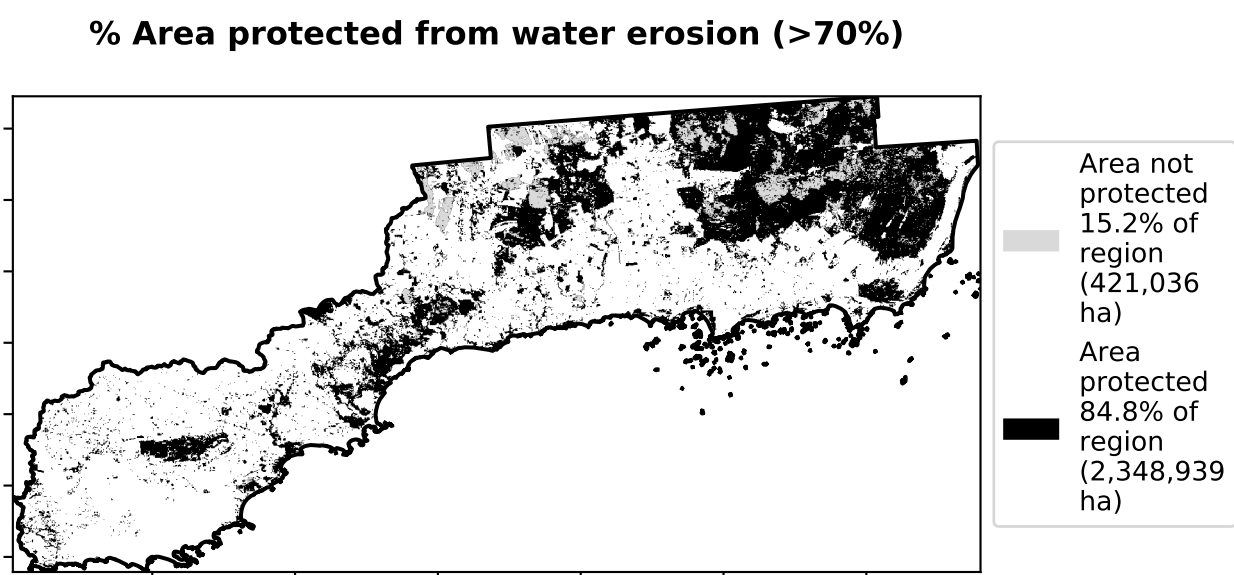 % Area protected from water erosion (>70%)
Area not
protected
15.2% of
region
(421,036
ha)
Area
protected
84.8% of
region
(2,348,939
ha)